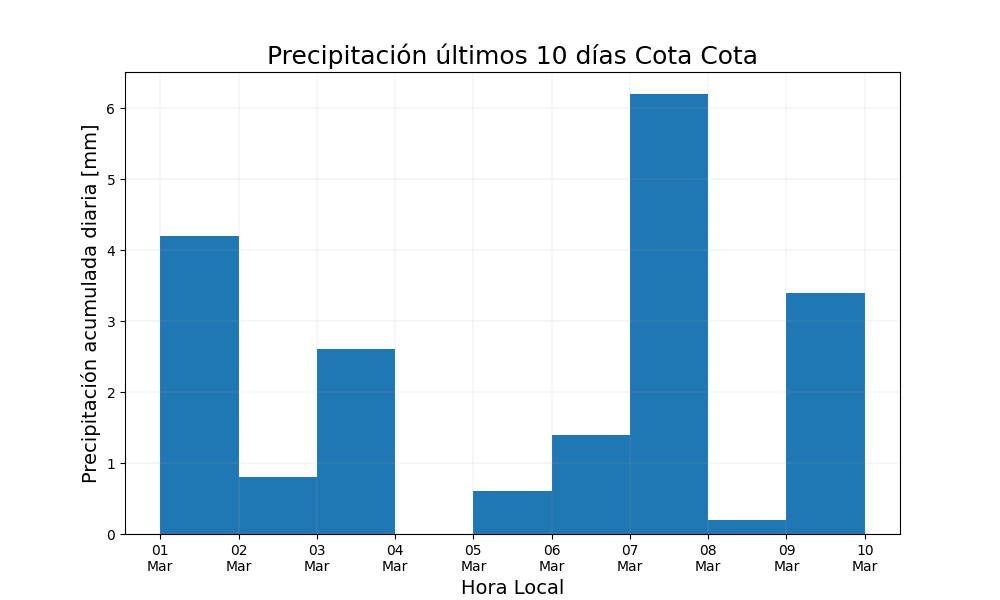 Precipitación últimos 10 días Cota Cota
Precipitación acumulada diaria [mm]
6
5
4
3
2
1
0
01 02 03 04 05 06 07 08 09 10
Mar Mar Mar Mar Mar Mar Mar Mar Mar Mar
Hora Local